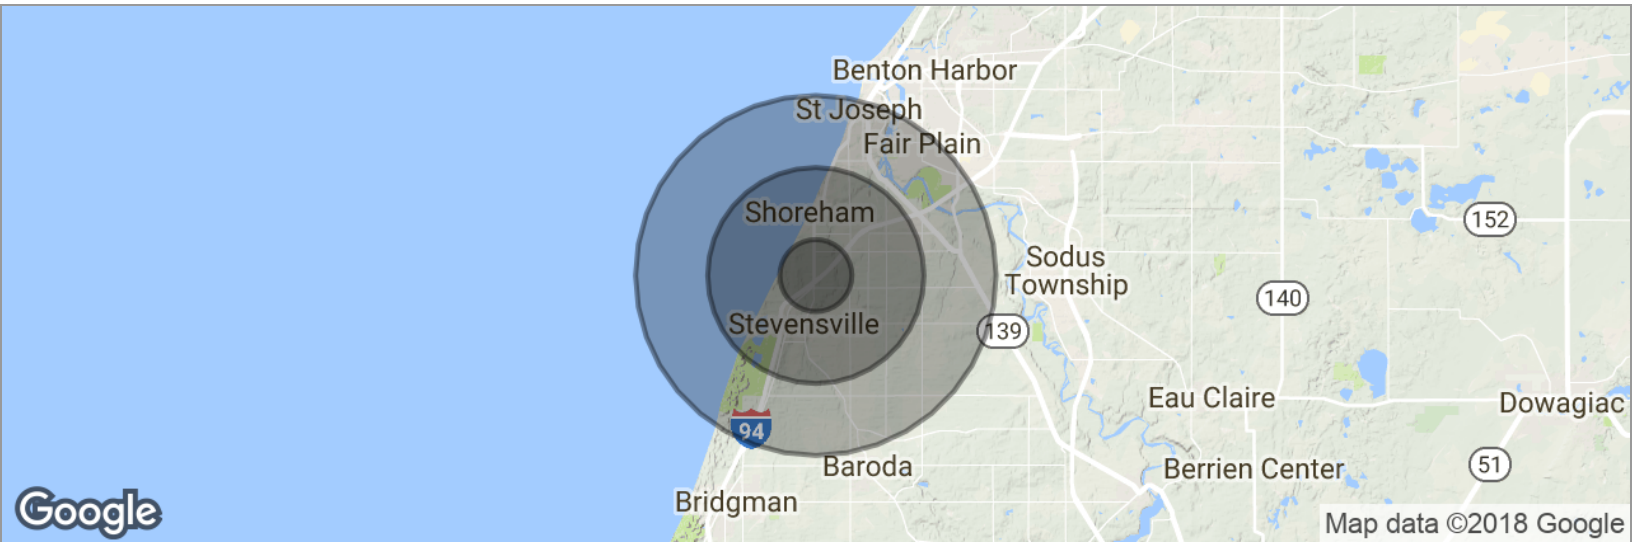 Benton Harbor
St Joseph
Fair Plain
Shoreham
152
Sodus
Township
140
Stevensville
139
Eau Claire
Dowagiac
94
Baroda
Berrien Center
51
Bridgman
Google
Map data ©2018 Google